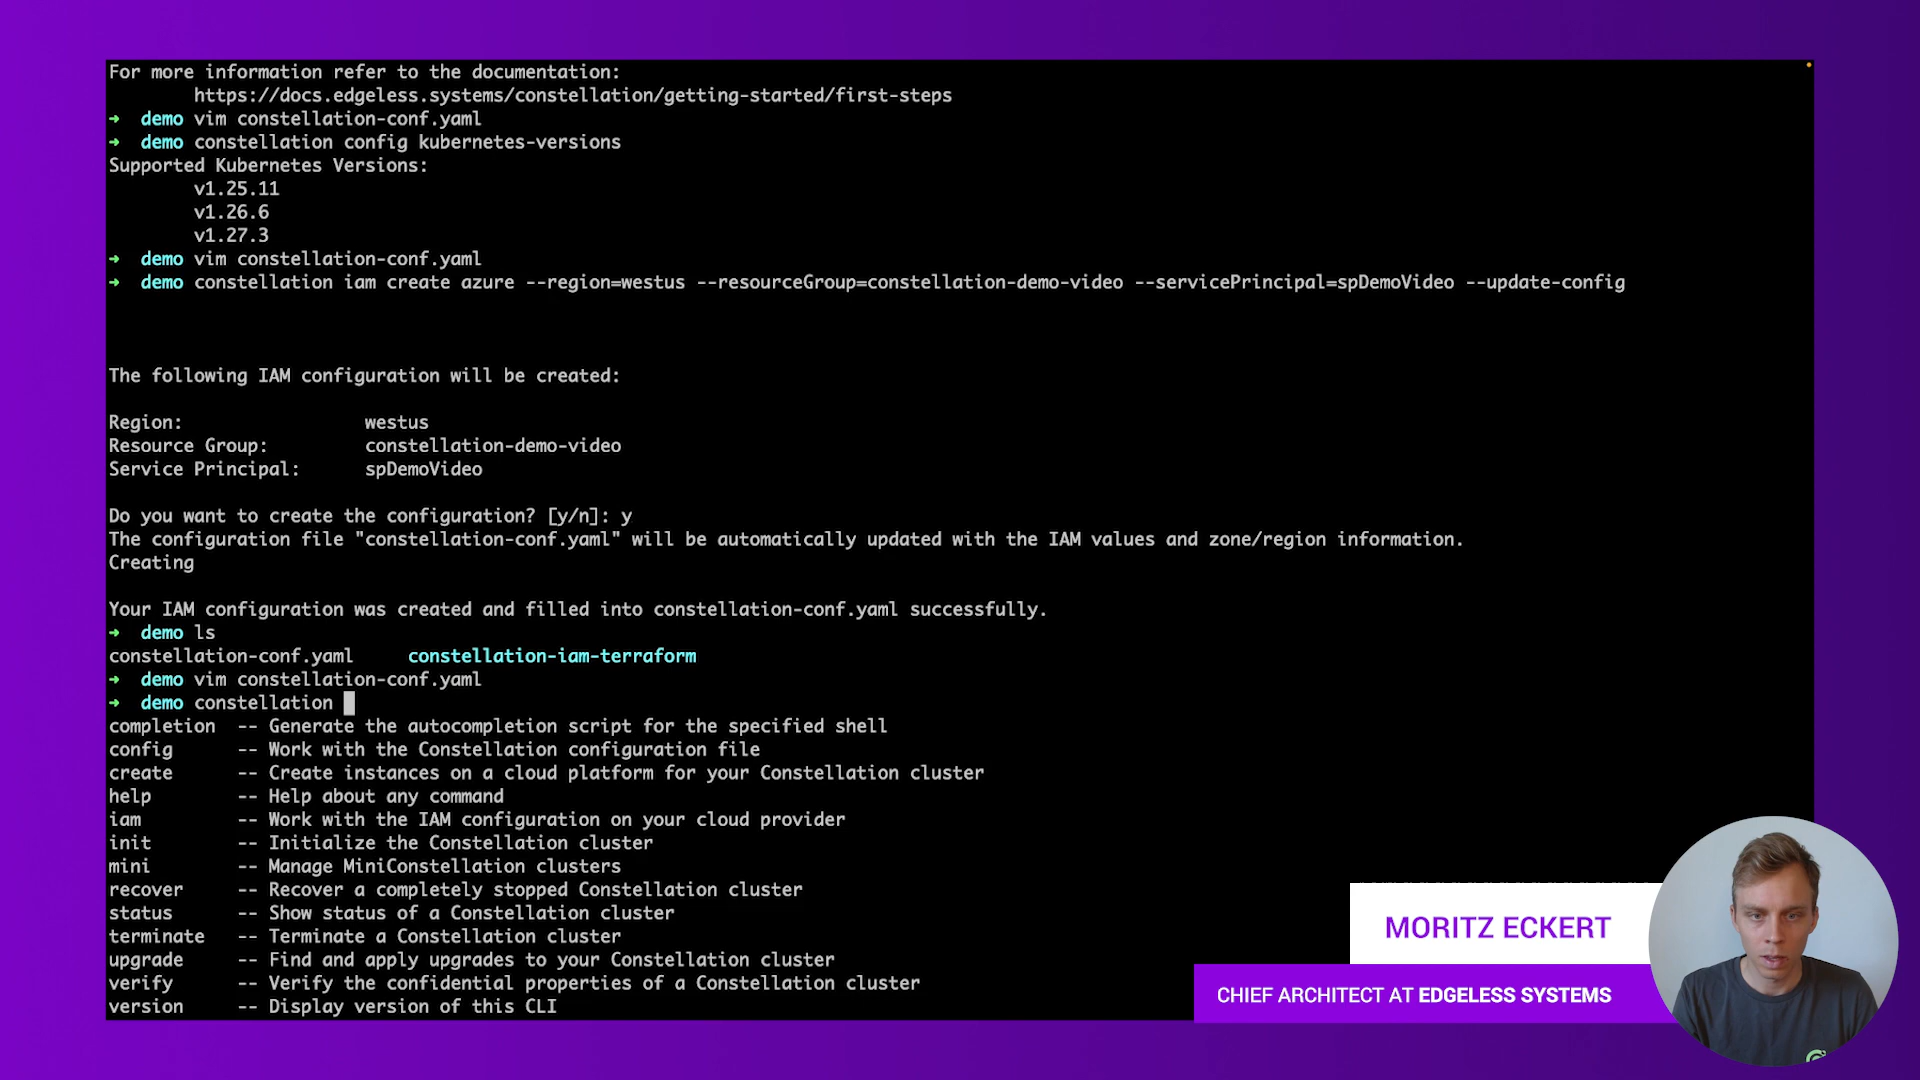 For more information refer to the documentation:
https://docs.edgeless.systems/constellation/getting-started/first-steps
➜ demo vim constellation-conf.yaml
➜ demo constellation config kubernetes-versions
Supported Kubernetes Versions:
v1.25.11
v1.26.6
v1.27.3
➜ demo vim constellation-conf.yaml
➜ demo constellation iam create azure --region=westus --resourceGroup=constellation-demo-video --servicePrincipal=spDemoVideo --update-config
The following IAM configuration will be created:
Region: westus
Resource Group: constellation-demo-video
Service Principal: spDemoVideo
Do you want to create the configuration? [y/n]: y
The configuration file "constellation-conf.yaml" will be automatically updated with the IAM values and zone/region information.
Creating
Your IAM configuration was created and filled into constellation-conf.yaml successfully.
➜ demo ls
constellation-conf.yaml constellation-iam-terraform
➜ demo vim constellation-conf.yaml
➜ demo constellation
completion -- Generate the autocompletion script for the specified shell
config -- Work with the Constellation configuration file
create -- Create instances on a cloud platform for your Constellation cluster
help -- Help about any command
iam -- Work with the IAM configuration on your cloud provider
init -- Initialize the Constellation cluster
mini -- Manage MiniConstellation clusters
recover -- Recover a completely stopped Constellation cluster
status -- Show status of a Constellation cluster
terminate -- Terminate a Constellation cluster
upgrade -- Find and apply upgrades to your Constellation cluster
verify -- Verify the confidential properties of a Constellation cluster
version -- Display version of this CLI
MORITZ ECKERT
CHIEF ARCHITECT AT EDGELESS SYSTEMS